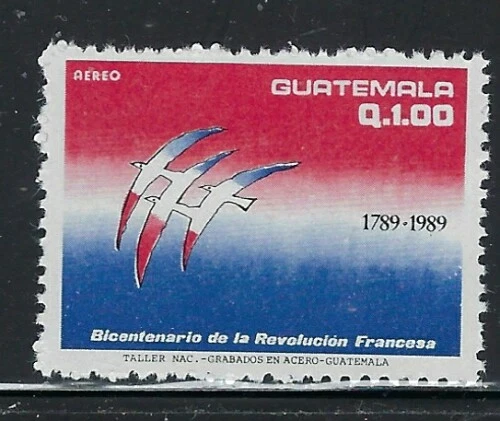 AEREO
GUATEMALA
Q.1.00
1789-1989
Bicentenario de la Revolución Francesa
TALLER NAC.-GRABADOS EN ACERO-GUATEMALA